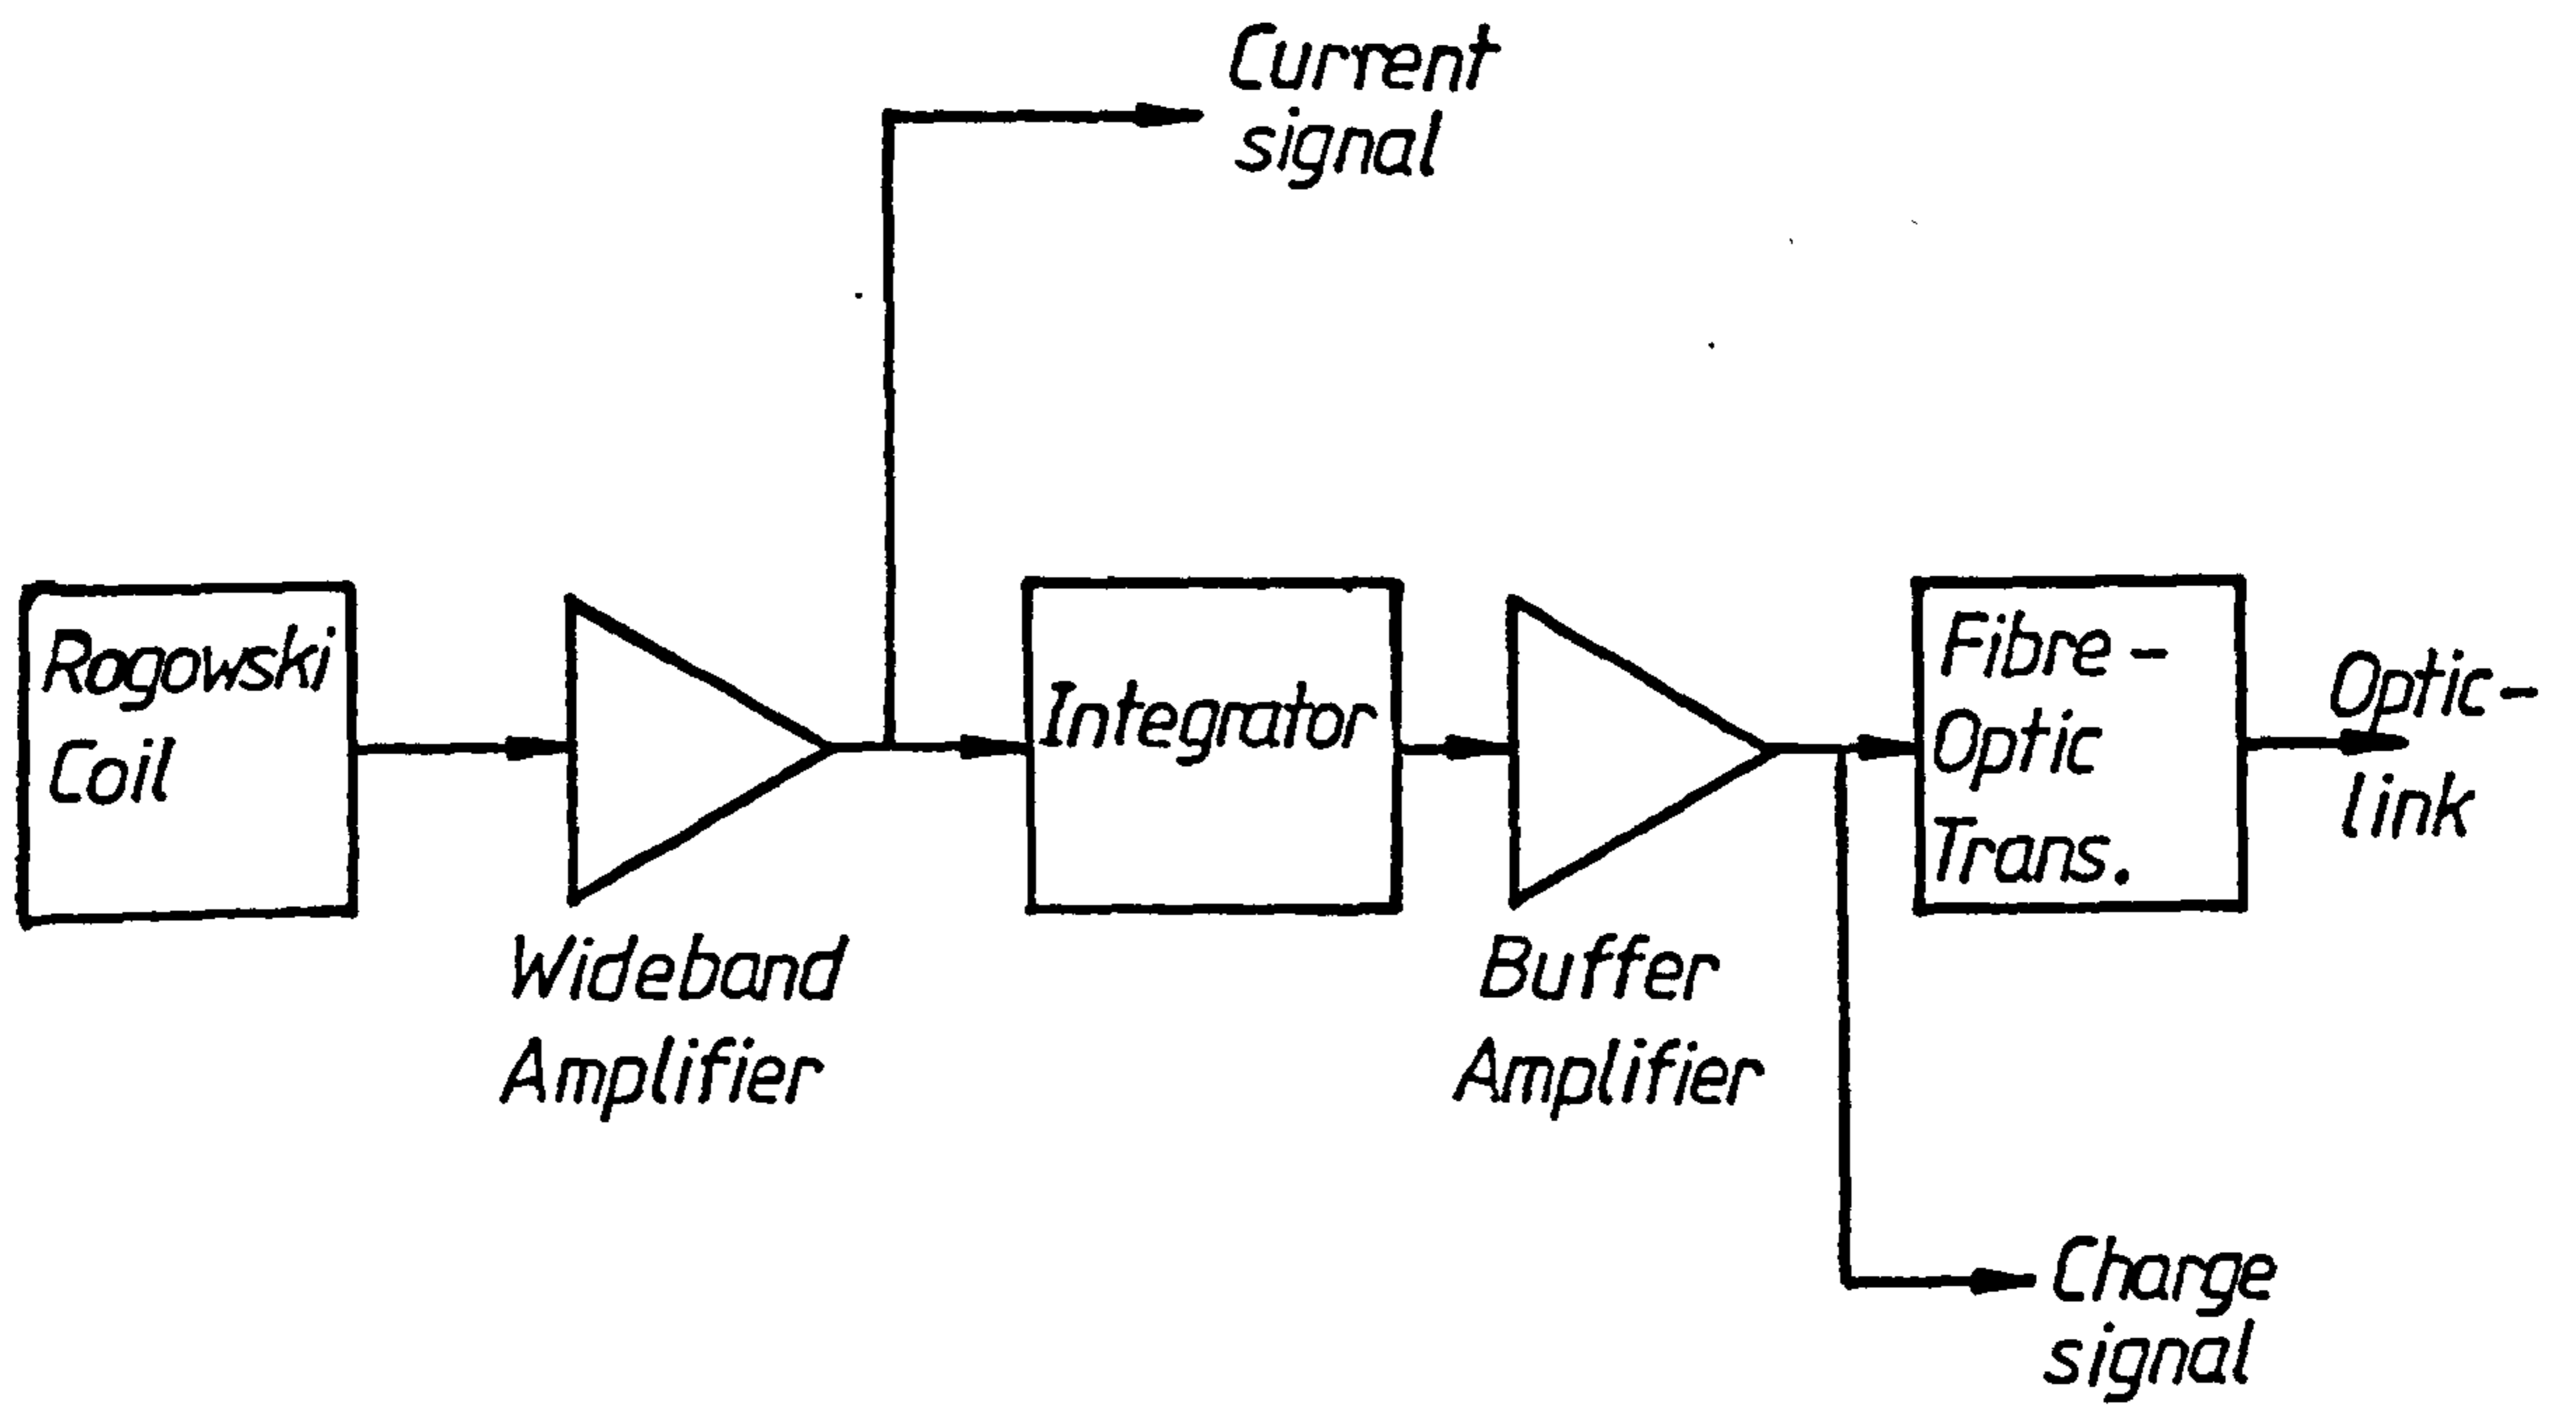 Current
signal
Rogowski
Coil
Wideband
Amplifier
Integrator
Buffer
Amplifier
Fibre-
Optic
Trans.
Optic-
link
Charge
signal